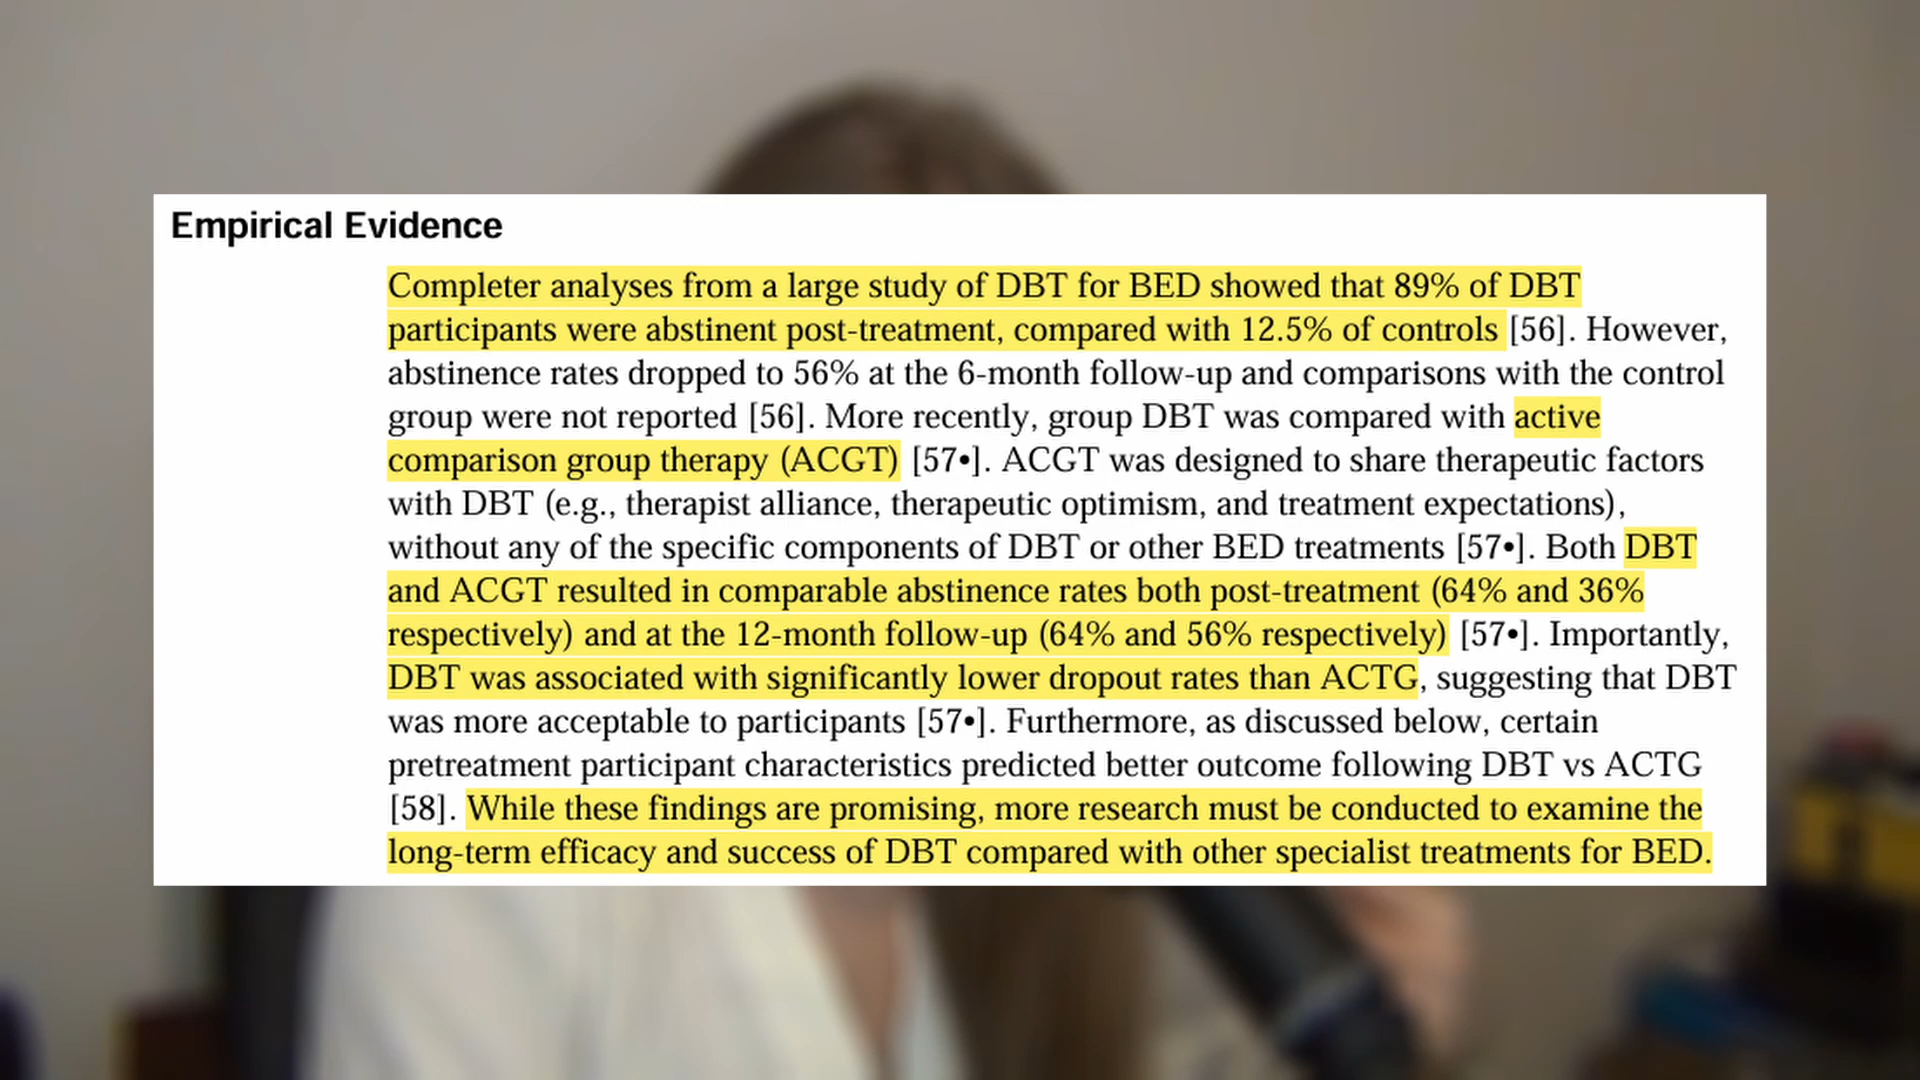 Empirical Evidence
Completer analyses from a large study of DBT for BED showed that 89% of DBT
participants were abstinent post-treatment, compared with 12.5% of controls [56]. However,
abstinence rates dropped to 56% at the 6-month follow-up and comparisons with the control
group were not reported [56]. More recently, group DBT was compared with active
comparison group therapy (ACGT) [57•]. ACGT was designed to share therapeutic factors
with DBT (e.g., therapist alliance, therapeutic optimism, and treatment expectations),
without any of the specific components of DBT or other BED treatments [57•]. Both DBT
and ACGT resulted in comparable abstinence rates both post-treatment (64% and 36%
respectively) and at the 12-month follow-up (64% and 56% respectively) [57•]. Importantly,
DBT was associated with significantly lower dropout rates than ACTG, suggesting that DBT
was more acceptable to participants [57•]. Furthermore, as discussed below, certain
pretreatment participant characteristics predicted better outcome following DBT vs ACTG
[58]. While these findings are promising, more research must be conducted to examine the
long-term efficacy and success of DBT compared with other specialist treatments for BED.